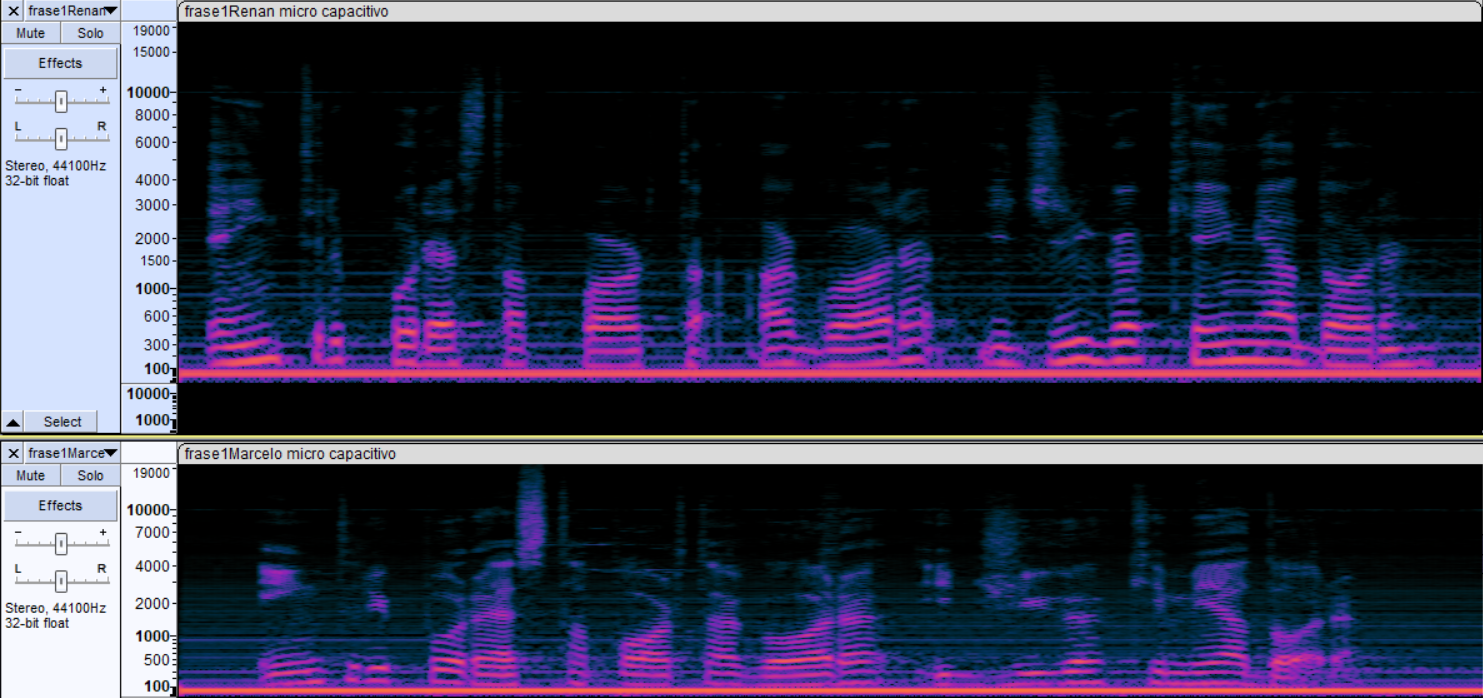 frase1Renan
frase1Renan micro capacitivo
Mute Solo
Effects
- +
L R
Stereo, 44100Hz
32-bit float
Select
19000
15000
10000
8000
6000
4000
3000
2000
1500
1000
600
300
100
10000
1000
frase1Marce
frase1Marcelo micro capacitivo
Mute Solo
Effects
- +
L R
Stereo, 44100Hz
32-bit float
19000
10000
7000
4000
2000
1000
500
100